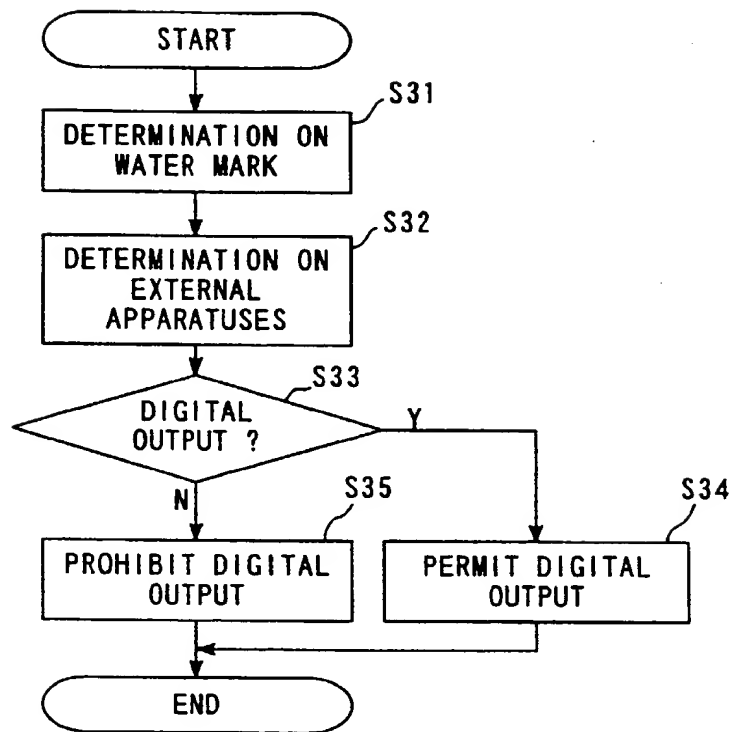 START
S31
DETERMINATION ON
WATER MARK
S32
DETERMINATION ON
EXTERNAL
APPARATUSES
S33
DIGITAL
OUTPUT ?
Y
N
S35
PROHIBIT DIGITAL
OUTPUT
S34
PERMIT DIGITAL
OUTPUT
END